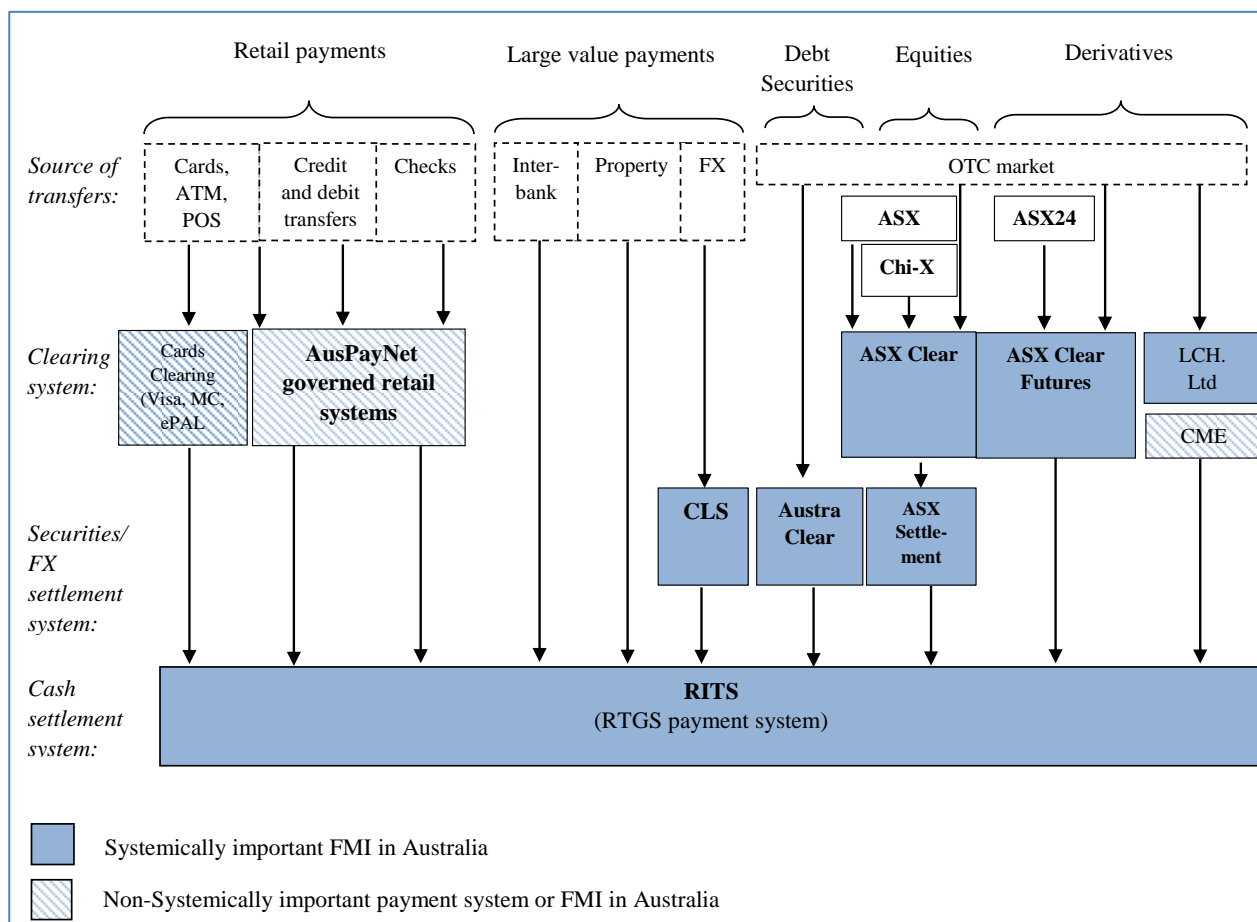 Retail payments
Large value payments
Debt
Securities
Equities
Derivatives
Source of
transfers:
Cards,
ATM,
POS
Credit
and debit
transfers
Checks
Inter-
bank
Property
FX
OTC market
ASX
Chi-X
ASX24
Clearing
system:
Cards
Clearing
(Visa, MC,
ePAL
AusPayNet
governed retail
systems
ASX Clear
ASX Clear
Futures
LCH.
Ltd
CME
Securities/
FX
settlement
system:
CLS
Austra
Clear
ASX
Settle-
ment
Cash
settlement
system:
RITS
(RTGS payment system)
Systemically important FMI in Australia
Non-Systemically important payment system or FMI in Australia